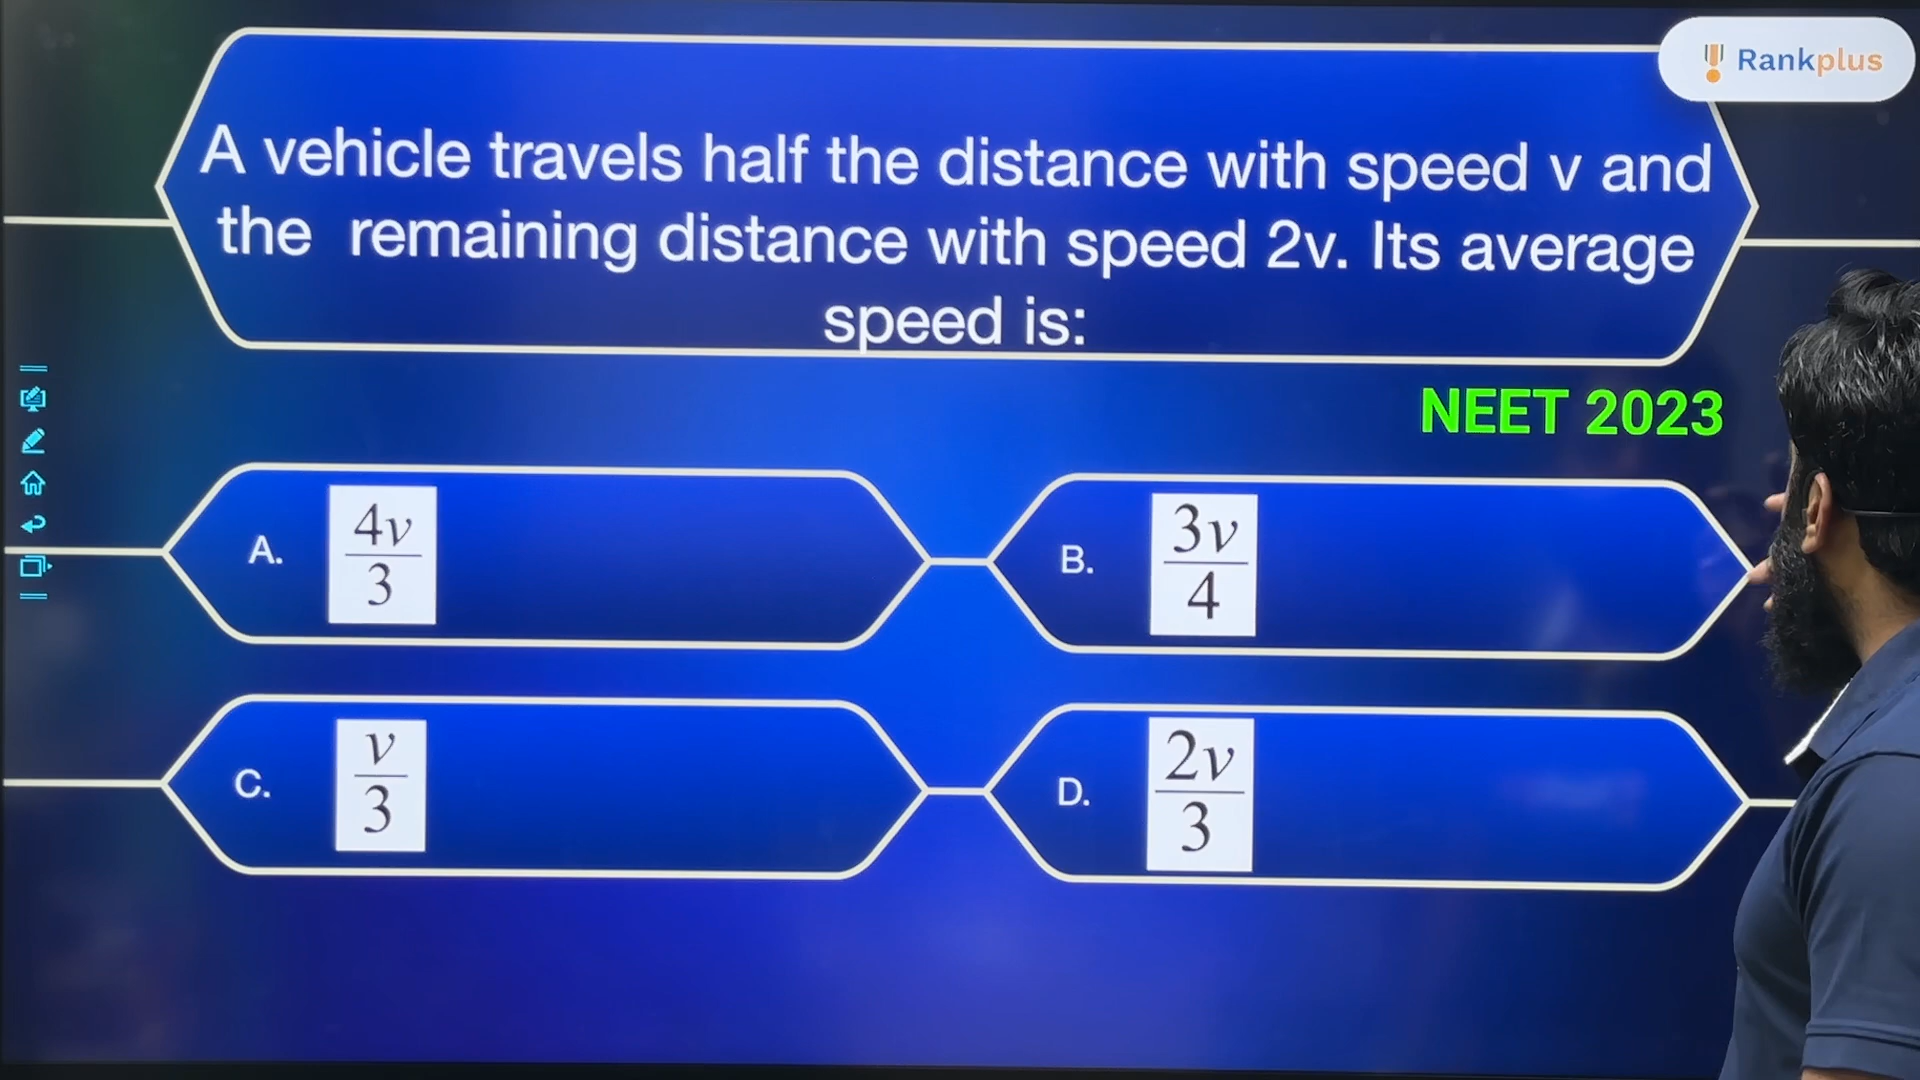 Rankplus
A vehicle travels half the distance with speed v and
the remaining distance with speed 2v. Its average
speed is:
NEET 2023
A. 4v/3
B. 3v/4
C. v/3
D. 2v/3